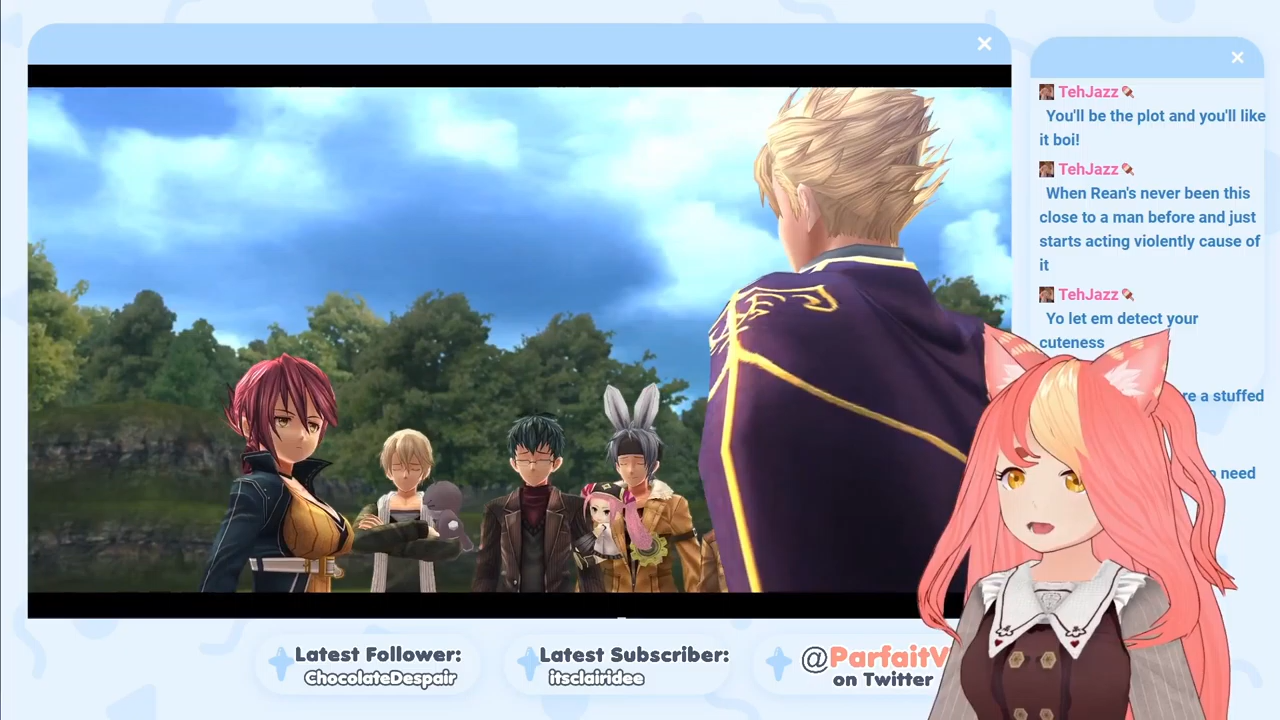 TehJazz
You'll be the plot and you'll like
it boi!
TehJazz
When Rean's never been this
close to a man before and just
starts acting violently cause of
it
TehJazz
Yo let em detect your
cuteness
re a stuffed
need
Latest Follower:
ChocolateDespair
Latest Subscriber:
itsclairidee
@ParfaitV
on Twitter